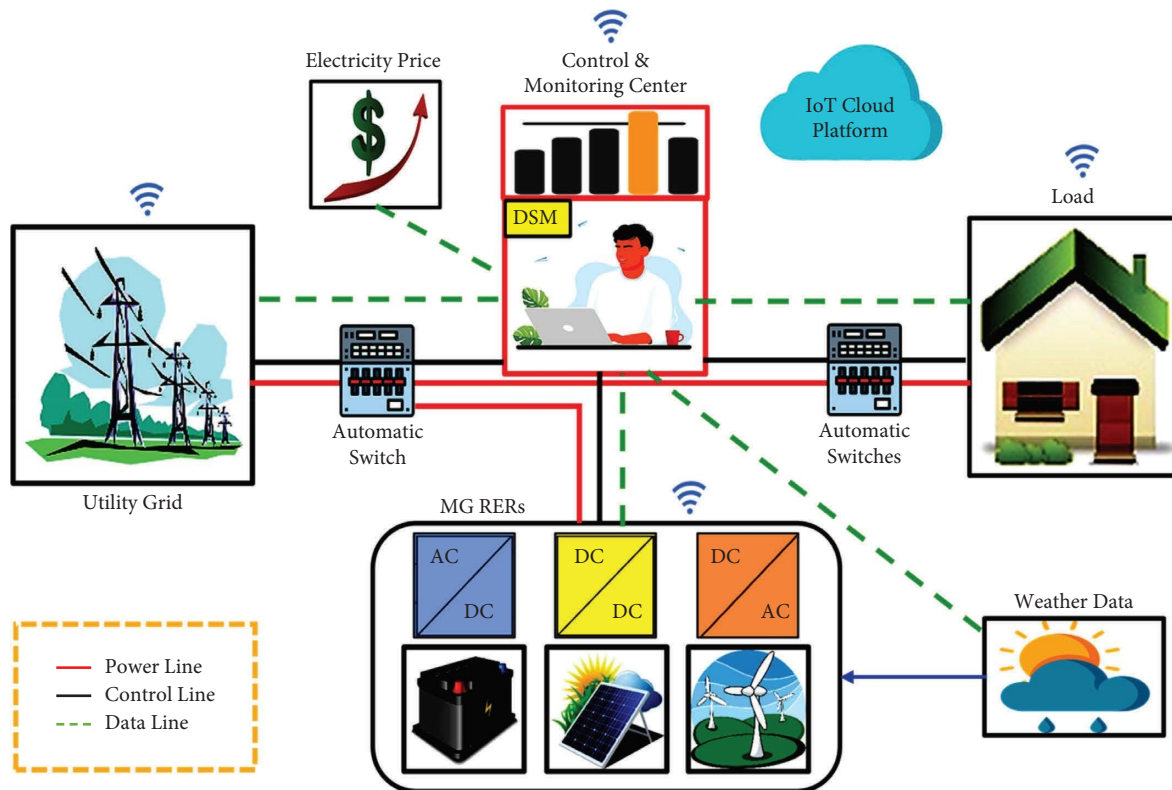 Electricity Price
Control &
Monitoring Center
IoT Cloud
Platform
$
DSM
Load
Automatic
Switch
Automatic
Switches
Utility Grid
MG RERs
AC
DC
DC
DC
DC
AC
Weather Data
Power Line
Control Line
Data Line